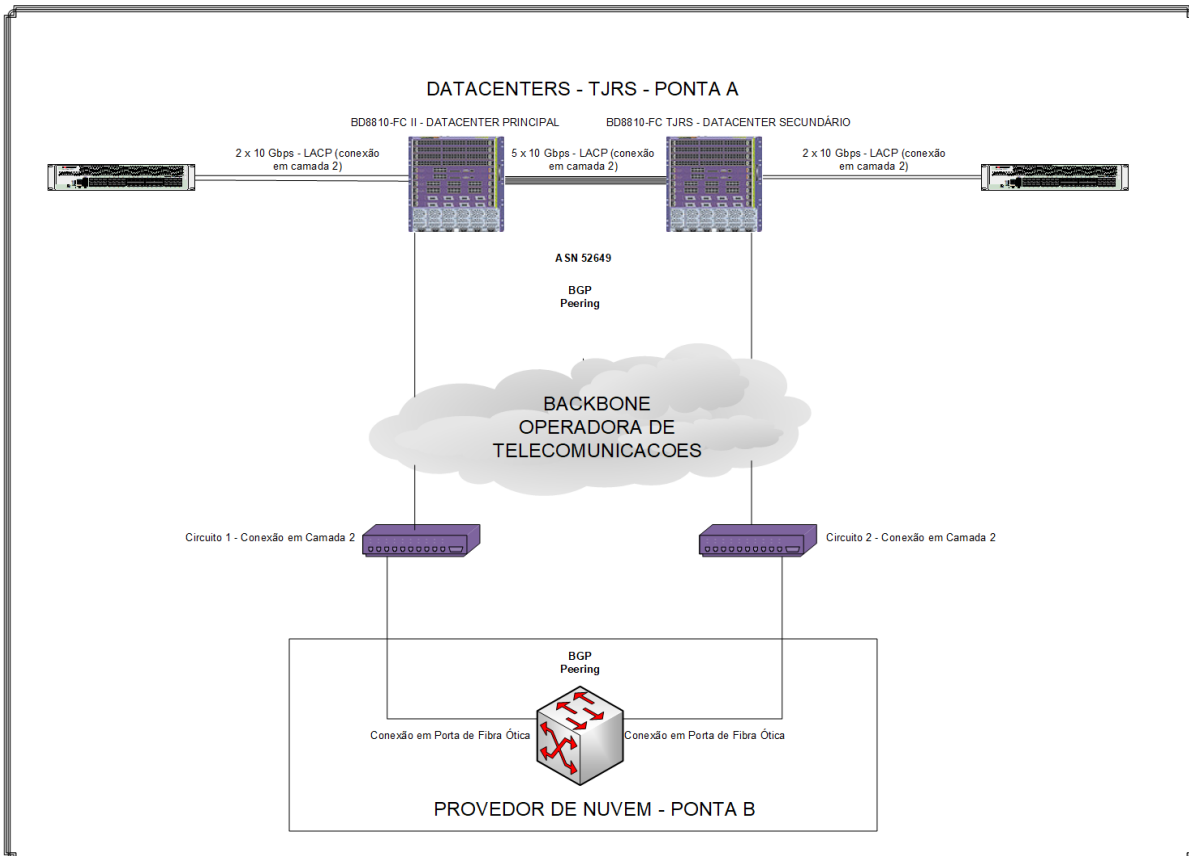 DATACENTERS - TJRS - PONTA A
BD8810-FC II - DATACENTER PRINCIPAL
BD8810-FC TJRS - DATACENTER SECUNDÁRIO
2 x 10 Gbps - LACP (conexão
em camada 2)
5 x 10 Gbps - LACP (conexão
em camada 2)
2 x 10 Gbps - LACP (conexão
em camada 2)
ASN 52649
BGP
Peering
BACKBONE
OPERADORA DE
TELECOMUNICACOES
Circuito 1 - Conexão em Camada 2
Circuito 2 - Conexão em Camada 2
BGP
Peering
Conexão em Porta de Fibra Ótica
Conexão em Porta de Fibra Ótica
PROVEDOR DE NUVEM - PONTA B